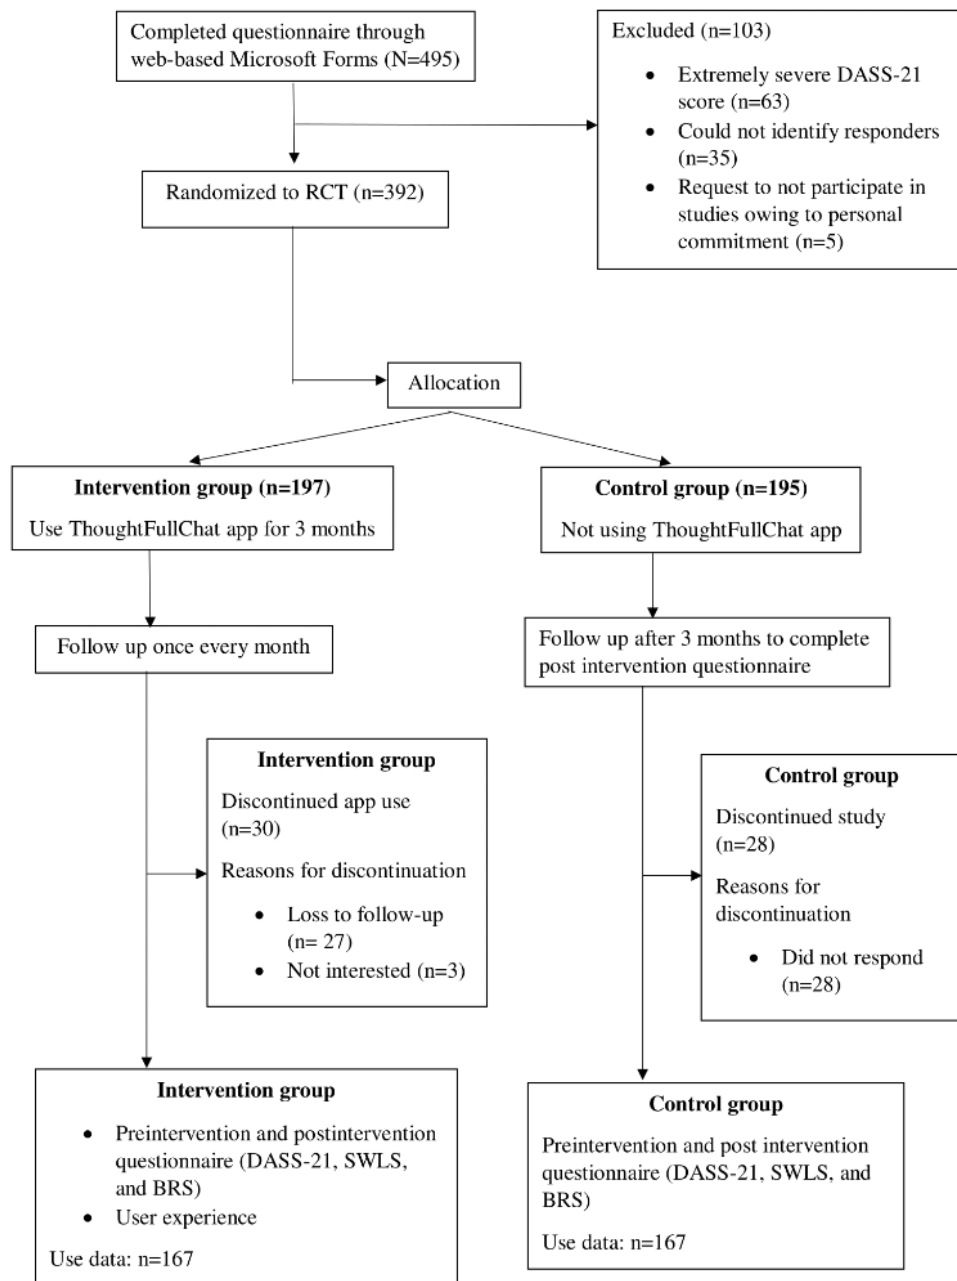 Completed questionnaire through
web-based Microsoft Forms (N=495)
Excluded (n=103)
• Extremely severe DASS-21
score (n=63)
• Could not identify responders
(n=35)
• Request to not participate in
studies owing to personal
commitment (n=5)
Randomized to RCT (n=392)
Allocation
Intervention group (n=197)
Use ThoughtFullChat app for 3 months
Control group (n=195)
Not using ThoughtFullChat app
Follow up once every month
Follow up after 3 months to complete
post intervention questionnaire
Intervention group
Discontinued app use
(n=30)
Reasons for discontinuation
• Loss to follow-up
(n= 27)
• Not interested (n=3)
Control group
Discontinued study
(n=28)
Reasons for
discontinuation
• Did not respond
(n=28)
Intervention group
• Preintervention and postintervention
questionnaire (DASS-21, SWLS,
and BRS)
• User experience
Use data: n=167
Control group
Preintervention and post intervention
questionnaire (DASS-21, SWLS, and
BRS)
Use data: n=167